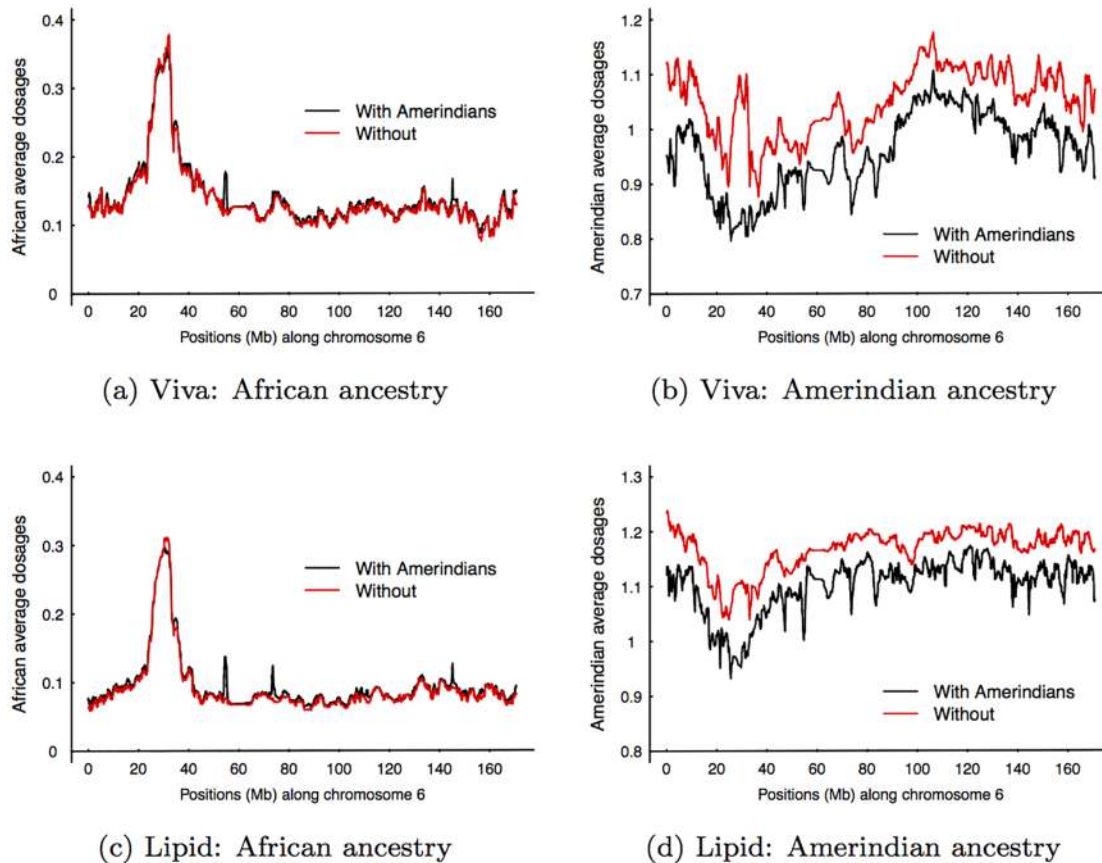 0.4
0.3
0.2
0.1
0
African average dosages
With Amerindians
Without
0 20 40 60 80 100 120 140 160
Positions (Mb) along chromosome 6
(a) Viva: African ancestry
1.2
1.1
1
0.9
0.8
0.7
Amerindian average dosages
With Amerindians
Without
0 20 40 60 80 100 120 140 160
Positions (Mb) along chromosome 6
(b) Viva: Amerindian ancestry
0.4
0.3
0.2
0.1
0
African average dosages
With Amerindians
Without
0 20 40 60 80 100 120 140 160
Positions (Mb) along chromosome 6
(c) Lipid: African ancestry
1.3
1.2
1.1
1
0.9
0.8
Amerindian average dosages
With Amerindians
Without
0 20 40 60 80 100 120 140 160
Positions (Mb) along chromosome 6
(d) Lipid: Amerindian ancestry